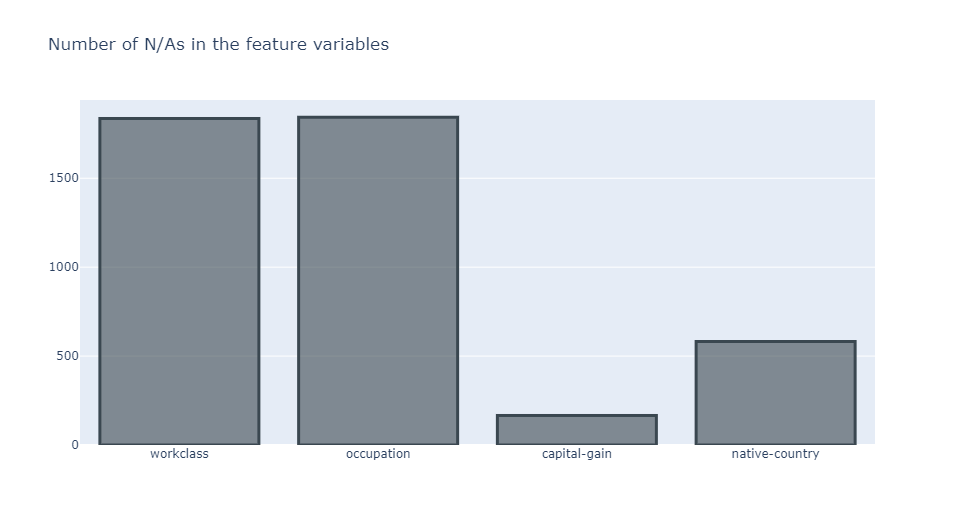 Number of N/As in the feature variables
1500
1000
500
0
workclass occupation capital-gain native-country